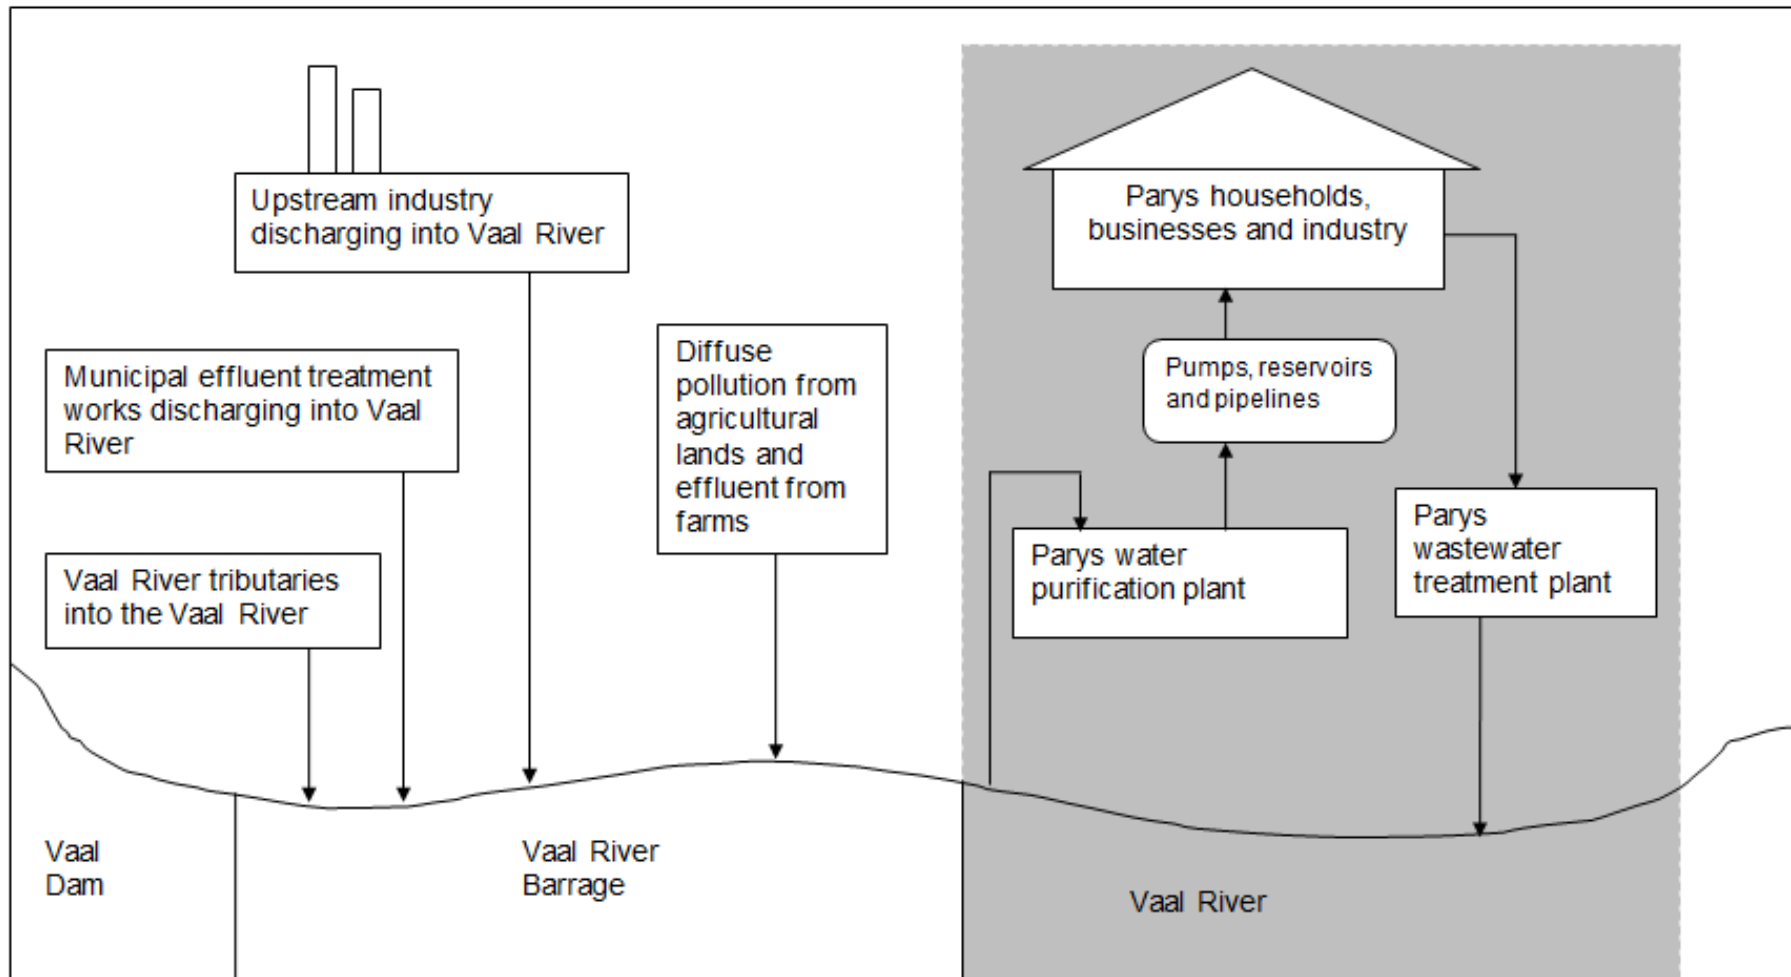 Upstream industry
discharging into Vaal River
Municipal effluent treatment
works discharging into Vaal
River
Vaal River tributaries
into the Vaal River
Diffuse
pollution from
agricultural
lands and
effluent from
farms
Parys households,
businesses and industry
Pumps, reservoirs
and pipelines
Parys water
purification plant
Parys
wastewater
treatment plant
Vaal
Dam
Vaal River
Barrage
Vaal River